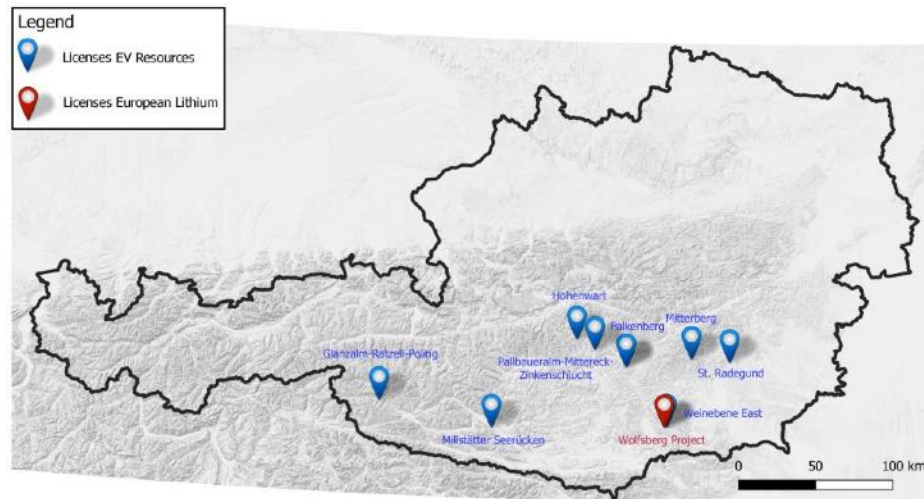 Legend
Licenses EV Resources
Licenses European Lithium
Hohenwart
Falkenberg
Mitterberg
Glanzalm-Ratzell-Poling
Pallbaueralm-Mittereck-
Zinkenschlucht
St. Radegund
Weinebene East
Millstätter Seerücken
Wolfsberg Project
0 50 100 km